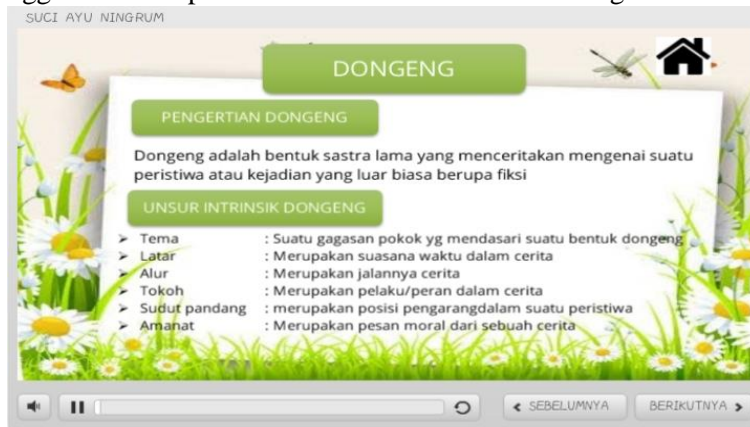 SUCI AYU NINGRUM
DONGENG
PENGERTIAN DONGENG
Dongeng adalah bentuk sastra lama yang menceritakan mengenai suatu
peristiwa atau kejadian yang luar biasa berupa fiksi
UNSUR INTRINSIK DONGENG
➢ Tema : Suatu gagasan pokok yg mendasari suatu bentuk dongeng
➢ Latar : Merupakan suasana waktu dalam cerita
➢ Alur : Merupakan jalannya cerita
➢ Tokoh : Merupakan pelaku/peran dalam cerita
➢ Sudut pandang : merupakan posisi pengarangdalam suatu peristiwa
➢ Amanat : Merupakan pesan moral dari sebuah cerita
SEBELUMNYA BERIKUTNYA